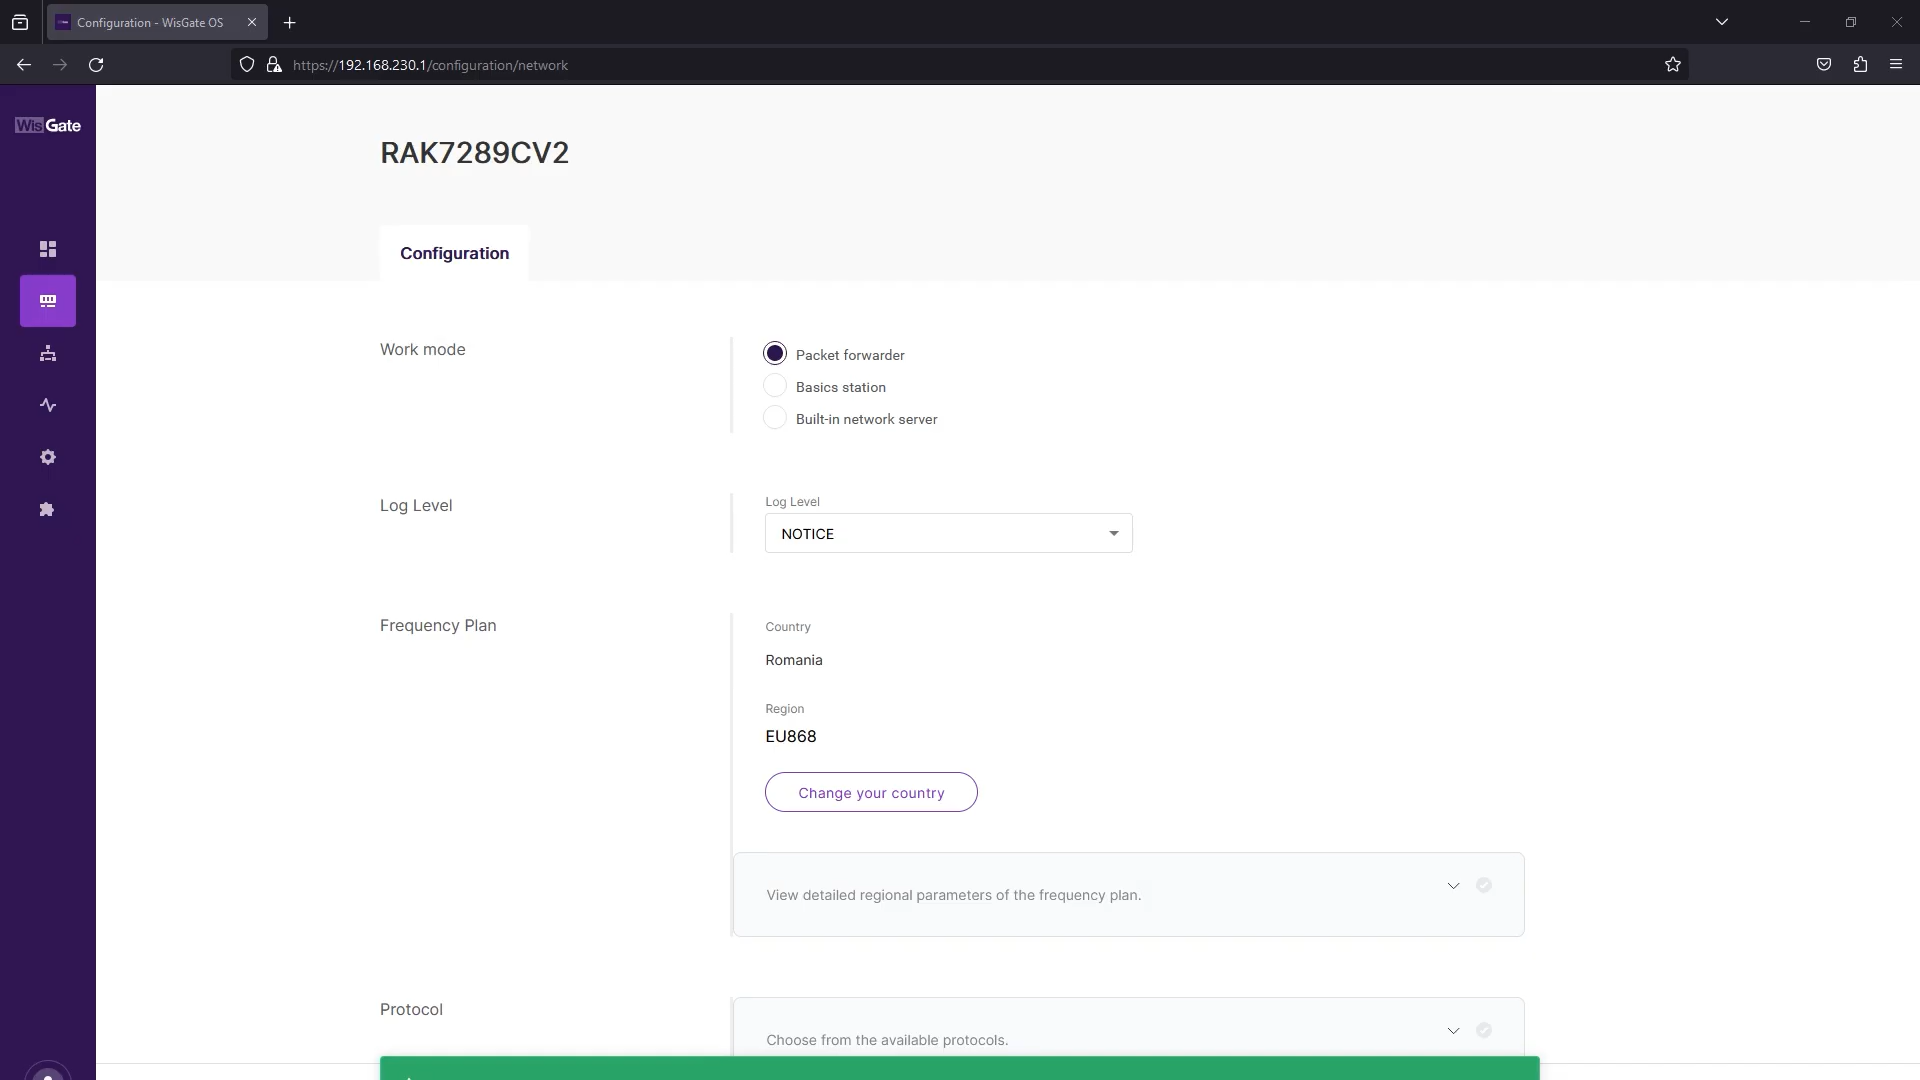 Configuration - WisGate OS
https://192.168.230.1/configuration/network
WisGate
RAK7289CV2
Configuration
Work mode
Packet forwarder
Basics station
Built-in network server
Log Level
Log Level
NOTICE
Frequency Plan
Country
Romania
Region
EU868
Change your country
View detailed regional parameters of the frequency plan.
Protocol
Choose from the available protocols.